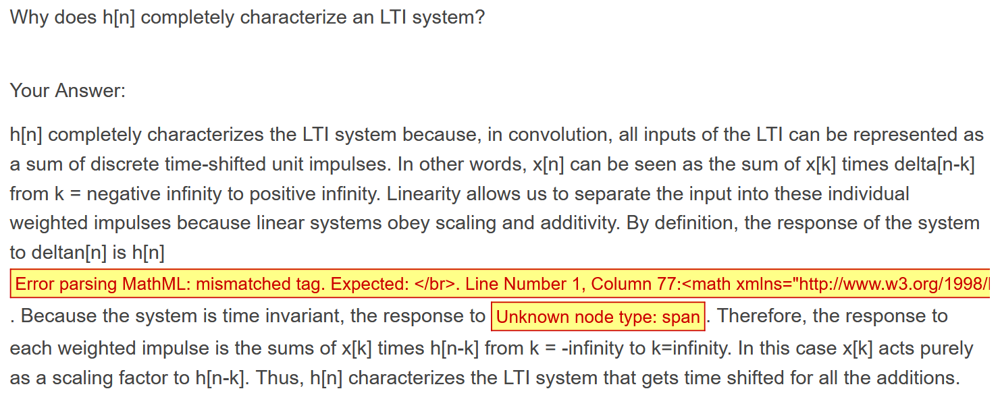 Why does h[n] completely characterize an LTI system?
Your Answer:
h[n] completely characterizes the LTI system because, in convolution, all inputs of the LTI can be represented as
a sum of discrete time-shifted unit impulses. In other words, x[n] can be seen as the sum of x[k] times delta[n-k]
from k = negative infinity to positive infinity. Linearity allows us to separate the input into these individual
weighted impulses because linear systems obey scaling and additivity. By definition, the response of the system
to deltan[n] is h[n]
Error parsing MathML: mismatched tag. Expected: </br>. Line Number 1, Column 77:<math xmlns="http://www.w3.org/1998/
. Because the system is time invariant, the response to Unknown node type: span. Therefore, the response to
each weighted impulse is the sums of x[k] times h[n-k] from k = -infinity to k=infinity. In this case x[k] acts purely
as a scaling factor to h[n-k]. Thus, h[n] characterizes the LTI system that gets time shifted for all the additions.